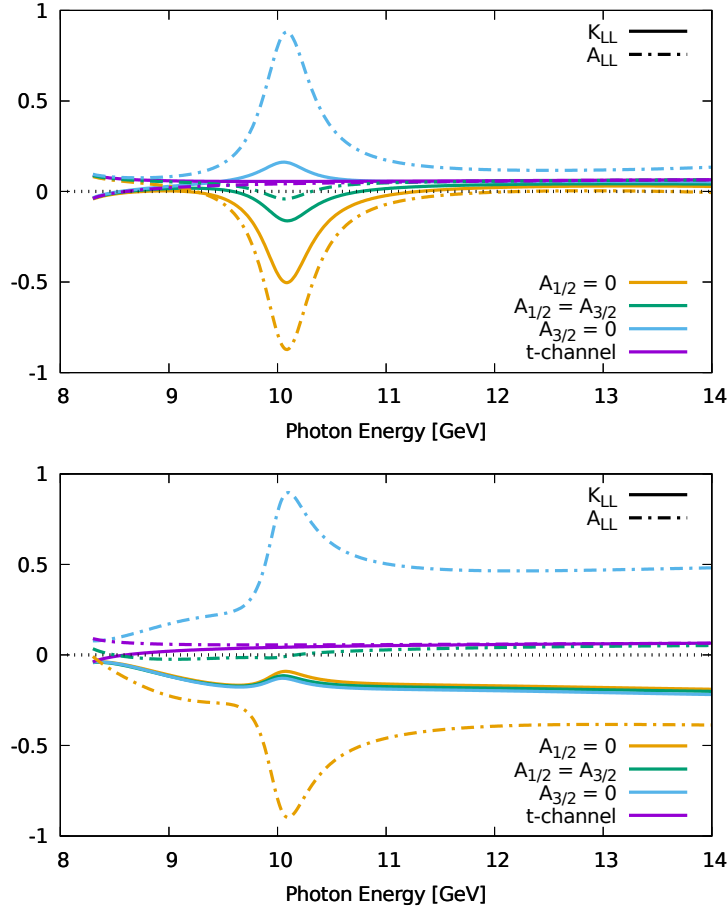 1
K_LL
A_LL
0.5
0
-0.5
A_1/2 = 0
A_1/2 = A_3/2
A_3/2 = 0
t-channel
-1
8 9 10 11 12 13 14
Photon Energy [GeV]
1
K_LL
A_LL
0.5
0
-0.5
A_1/2 = 0
A_1/2 = A_3/2
A_3/2 = 0
t-channel
-1
8 9 10 11 12 13 14
Photon Energy [GeV]